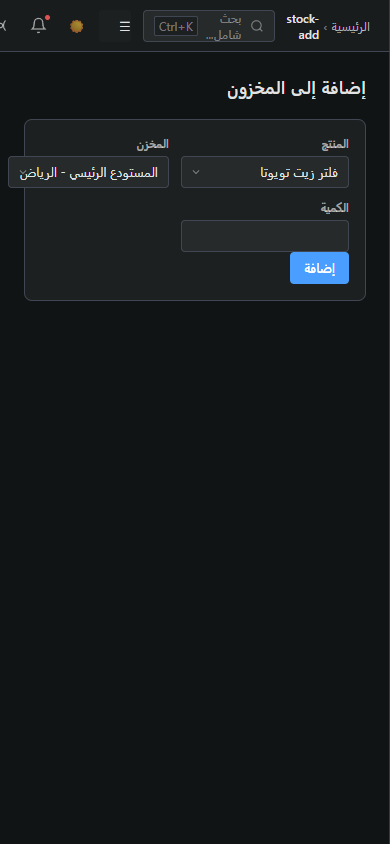 الرئيسية › stock-add
بحث شامل... Ctrl+K
إضافة إلى المخزون
المنتج
فلتر زيت تويوتا
المخزن
المستودع الرئيسي - الرياض
الكمية
إضافة